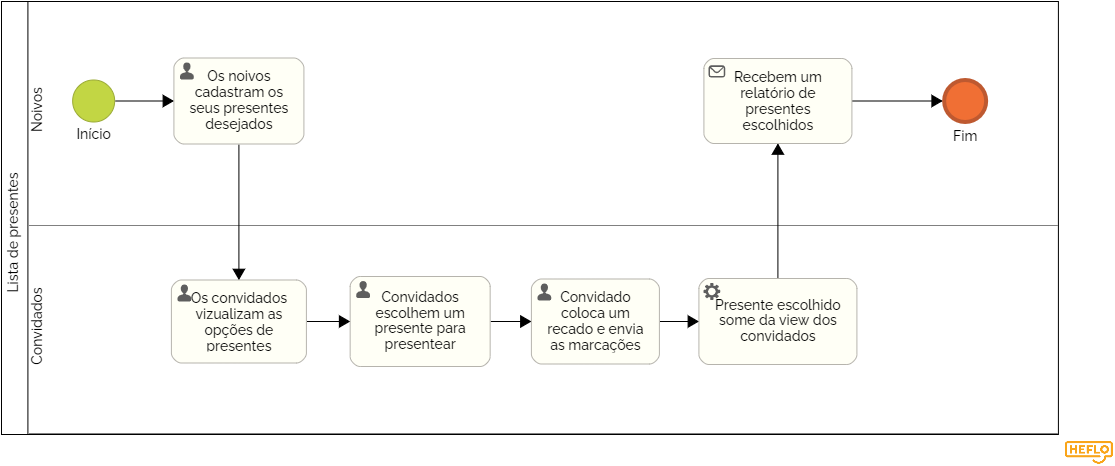 Lista de presentes
Noivos
Início
Os noivos
cadastram os
seus presentes
desejados
Recebem um
relatório de
presentes
escolhidos
Fim
Convidados
Os convidados
vizualizam as
opções de
presentes
Convidados
escolhem um
presente para
presentear
Convidado
coloca um
recado e envia
as marcações
Presente escolhido
some da view dos
convidados
HEFLO